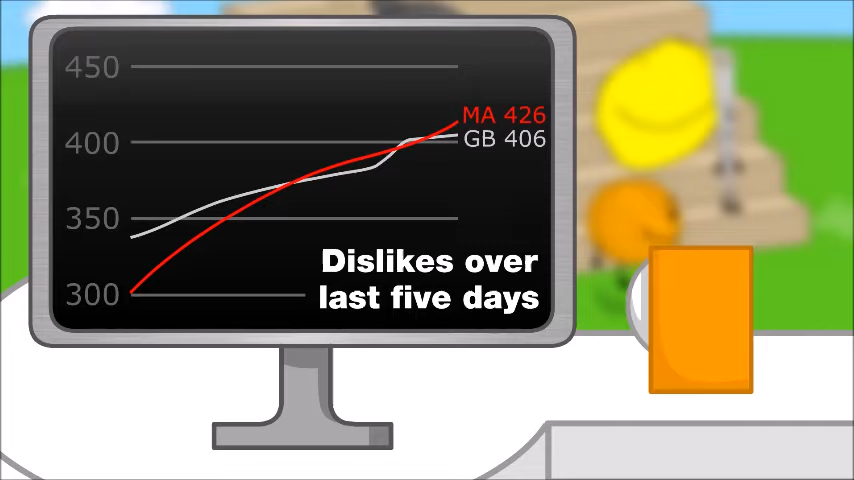 450
MA 426
400
GB 406
350
Dislikes over
300
last five days